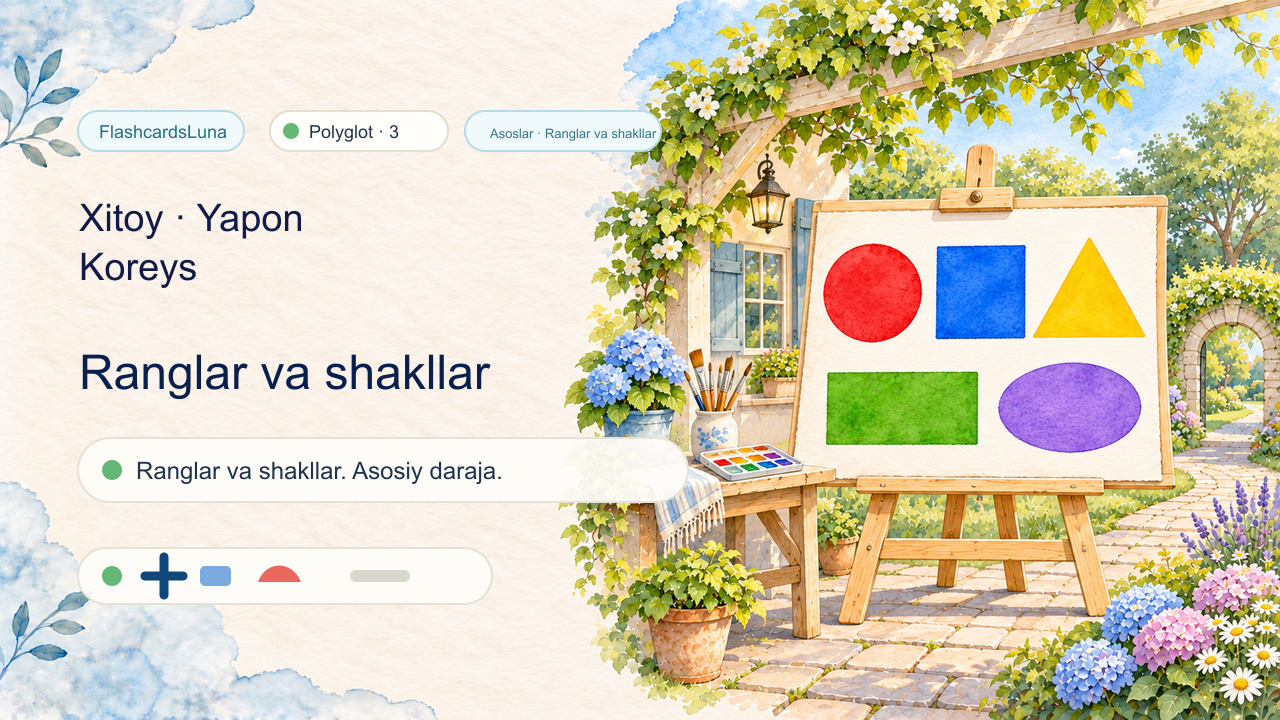 FlashcardsLuna
Polyglot · 3
Asoslar · Ranglar va shakllar
Xitoy · Yapon
Koreys
Ranglar va shakllar
Ranglar va shakllar. Asosiy daraja.